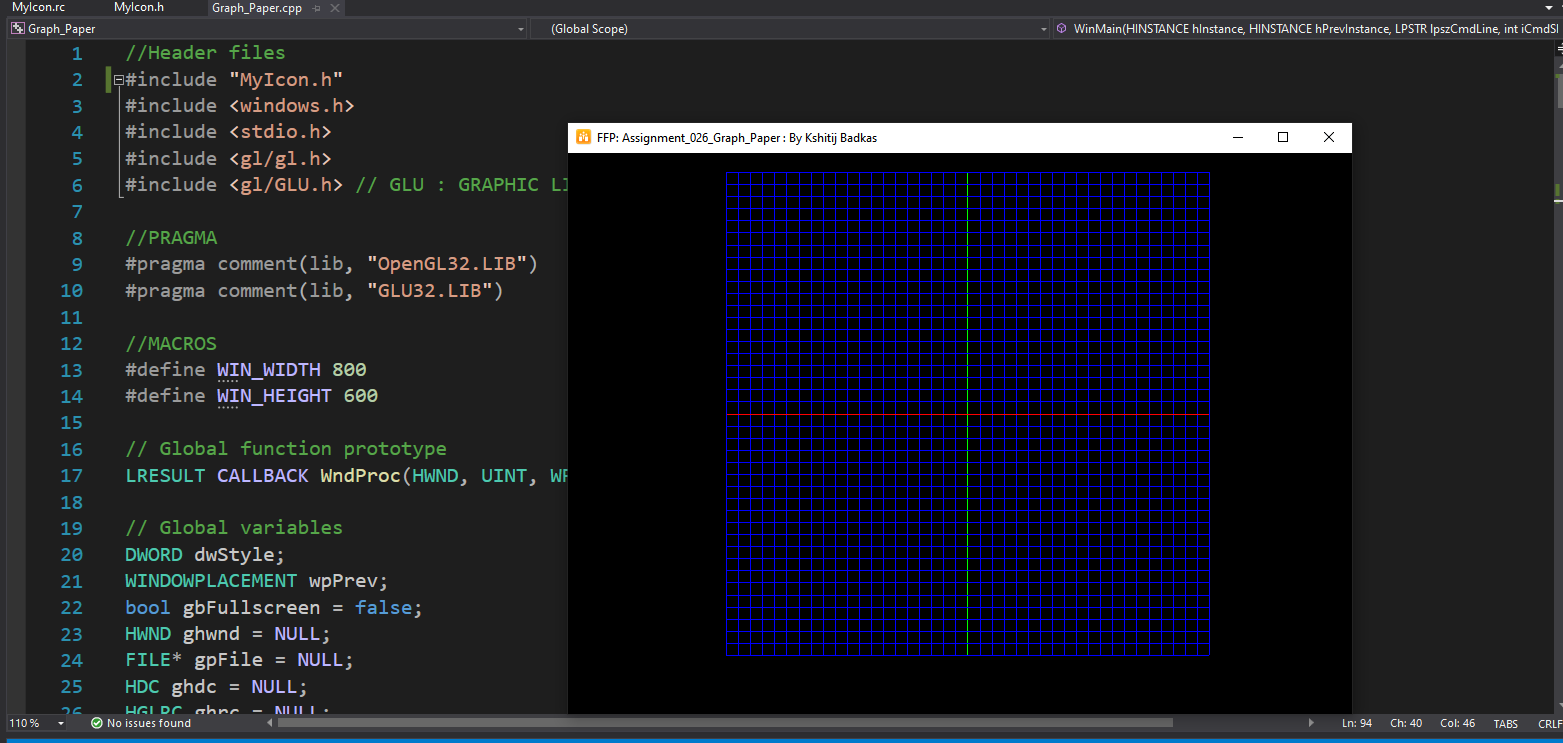 MyIcon.rc MyIcon.h Graph_Paper.cpp
Graph_Paper (Global Scope) WinMain(HINSTANCE hInstance, HINSTANCE hPrevInstance, LPSTR lpszCmdLine, int iCmdSl
1 //Header files
2 #include "MyIcon.h"
3 #include <windows.h>
4 #include <stdio.h>
5 #include <gl/gl.h>
6 #include <gl/GLU.h> // GLU : GRAPHIC LI
7
8 //PRAGMA
9 #pragma comment(lib, "OpenGL32.LIB")
10 #pragma comment(lib, "GLU32.LIB")
11
12 //MACROS
13 #define WIN_WIDTH 800
14 #define WIN_HEIGHT 600
15
16 // Global function prototype
17 LRESULT CALLBACK WndProc(HWND, UINT, WP
18
19 // Global variables
20 DWORD dwStyle;
21 WINDOWPLACEMENT wpPrev;
22 bool gbFullscreen = false;
23 HWND ghwnd = NULL;
24 FILE* gpFile = NULL;
25 HDC ghdc = NULL;
26 HGLRC ghrc = NULL;
FFP: Assignment_026_Graph_Paper : By Kshitij Badkas
110 % No issues found Ln: 94 Ch: 40 Col: 46 TABS CRLF